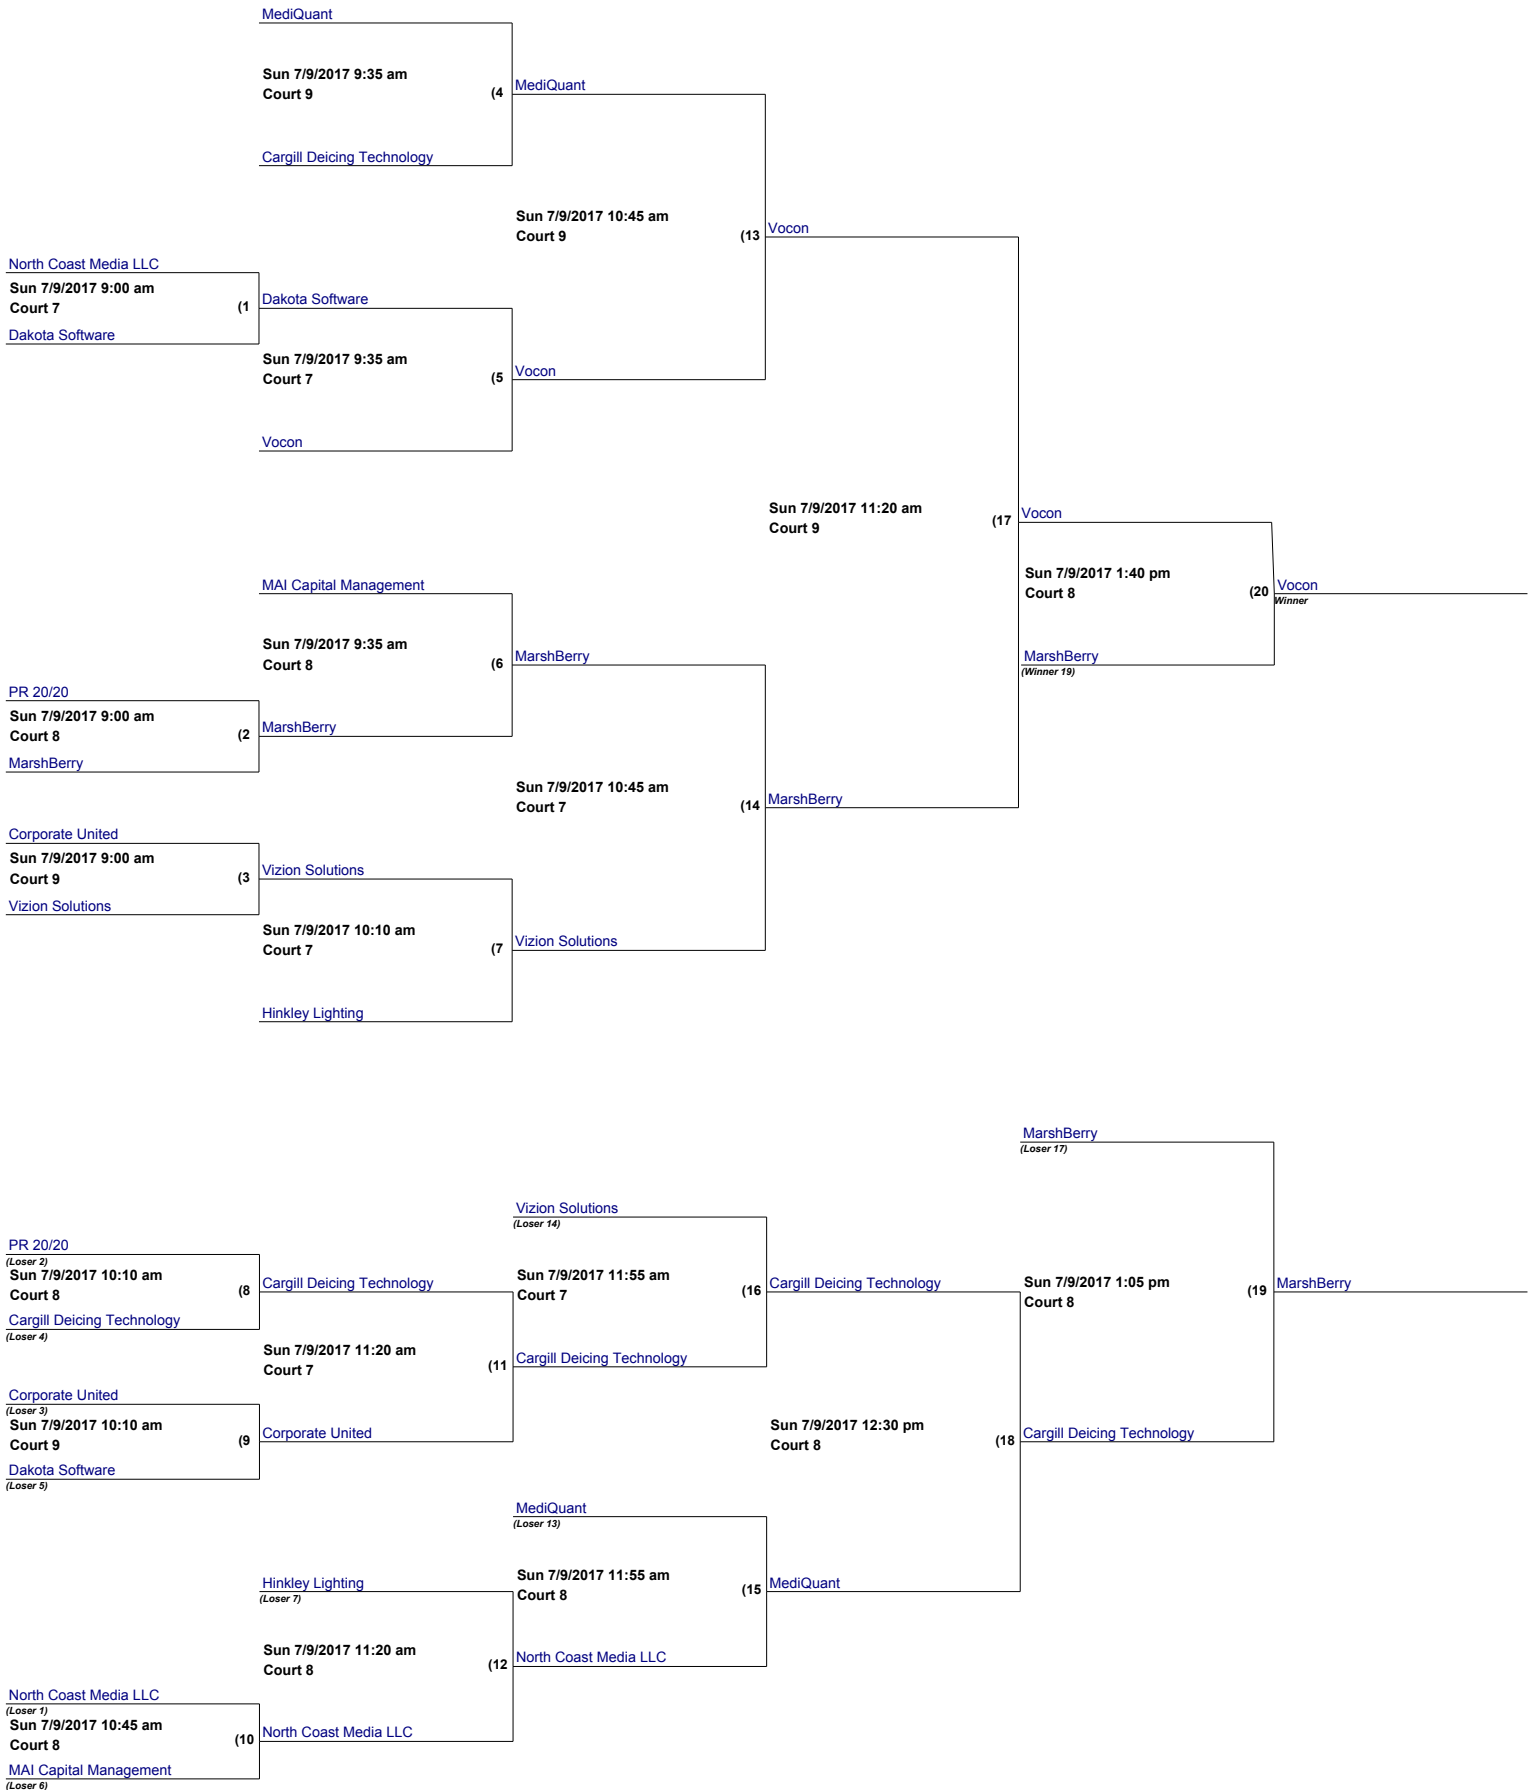 MediQuant
Sun 7/9/2017 9:35 am
Court 9
(4
MediQuant
Cargill Deicing Technology
Sun 7/9/2017 10:45 am
Court 9
(13
Vocon
North Coast Media LLC
Sun 7/9/2017 9:00 am
Court 7
(1
Dakota Software
Dakota Software
Sun 7/9/2017 9:35 am
Court 7
(5
Vocon
Vocon
Sun 7/9/2017 11:20 am
Court 9
(17
Vocon
Sun 7/9/2017 1:40 pm
Court 8
(20
Vocon
Winner
MAI Capital Management
Sun 7/9/2017 9:35 am
Court 8
(6
MarshBerry
MarshBerry
(Winner 19)
PR 20/20
Sun 7/9/2017 9:00 am
Court 8
(2
MarshBerry
MarshBerry
Sun 7/9/2017 10:45 am
Court 7
(14
MarshBerry
Corporate United
Sun 7/9/2017 9:00 am
Court 9
(3
Vizion Solutions
Vizion Solutions
Sun 7/9/2017 10:10 am
Court 7
(7
Vizion Solutions
Hinkley Lighting
MarshBerry
(Loser 17)
Vizion Solutions
(Loser 14)
PR 20/20
(Loser 2)
Sun 7/9/2017 10:10 am
Court 8
(8
Cargill Deicing Technology
Sun 7/9/2017 11:55 am
Court 7
(16
Cargill Deicing Technology
Sun 7/9/2017 1:05 pm
Court 8
(19
MarshBerry
Cargill Deicing Technology
(Loser 4)
Sun 7/9/2017 11:20 am
Court 7
(11
Cargill Deicing Technology
Corporate United
(Loser 3)
Sun 7/9/2017 10:10 am
Court 9
(9
Corporate United
Sun 7/9/2017 12:30 pm
Court 8
(18
Cargill Deicing Technology
Dakota Software
(Loser 5)
MediQuant
(Loser 13)
Hinkley Lighting
(Loser 7)
Sun 7/9/2017 11:55 am
Court 8
(15
MediQuant
Sun 7/9/2017 11:20 am
Court 8
(12
North Coast Media LLC
North Coast Media LLC
(Loser 1)
Sun 7/9/2017 10:45 am
Court 8
(10
North Coast Media LLC
MAI Capital Management
(Loser 6)